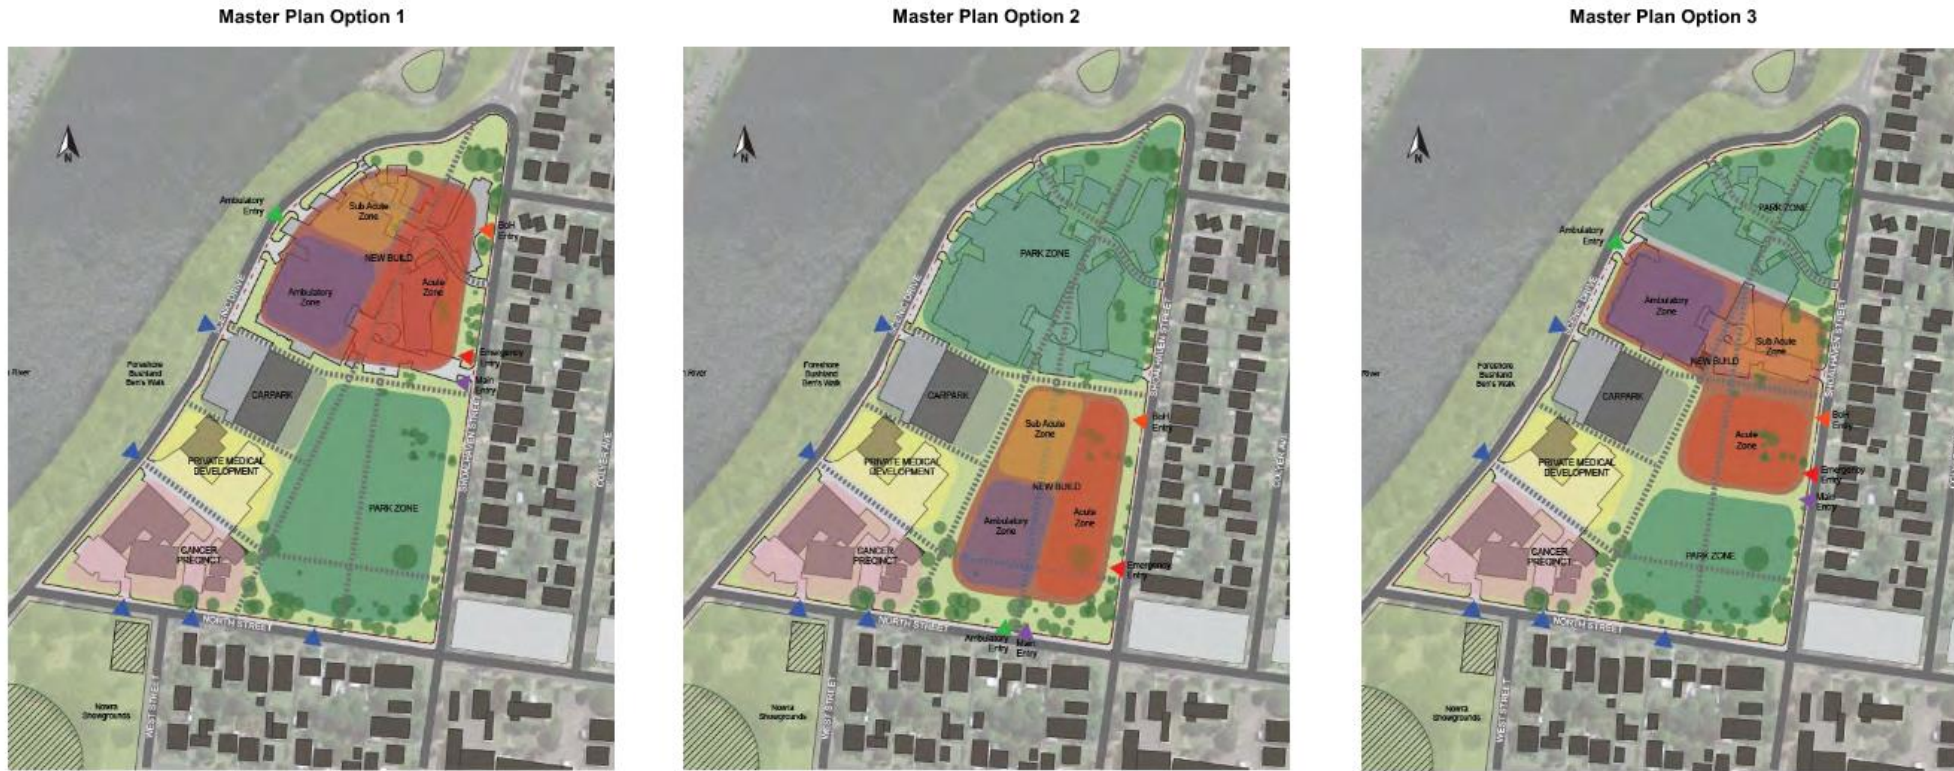 Master Plan Option 1
Ambulatory
Entry
Sub Acute
Zone
BoH
Entry
NEW BUILD
Ambulatory
Zone
Acute
Zone
SCENIC DRIVE
Emergency
Entry
Main
Entry
River
Foreshore
Bushland
Ben's Walk
CARPARK
SHOALHAVEN STREET
PRIVATE MEDICAL
DEVELOPMENT
PARK ZONE
CANCER
PRECINCT
NORTH STREET
WEST STREET
Nowra
Showgrounds
N
Master Plan Option 2
N
PARK ZONE
SCENIC DRIVE
SHOALHAVEN STREET
River
Foreshore
Bushland
Ben's Walk
CARPARK
Sub Acute
Zone
BoH
Entry
PRIVATE MEDICAL
DEVELOPMENT
NEW BUILD
Ambulatory
Zone
Acute
Zone
CANCER
PRECINCT
Emergency
Entry
NORTH STREET
Ambulatory
Entry
Main
Entry
WEST STREET
Nowra
Showgrounds
Master Plan Option 3
N
PARK ZONE
Ambulatory
Entry
Ambulatory
Zone
SCENIC DRIVE
Sub Acute
Zone
NEW BUILD
SHOALHAVEN STREET
River
Foreshore
Bushland
Ben's Walk
CARPARK
BoH
Entry
Acute
Zone
PRIVATE MEDICAL
DEVELOPMENT
Emergency
Entry
Main
Entry
CANCER
PRECINCT
PARK ZONE
NORTH STREET
WEST STREET
Nowra
Showgrounds